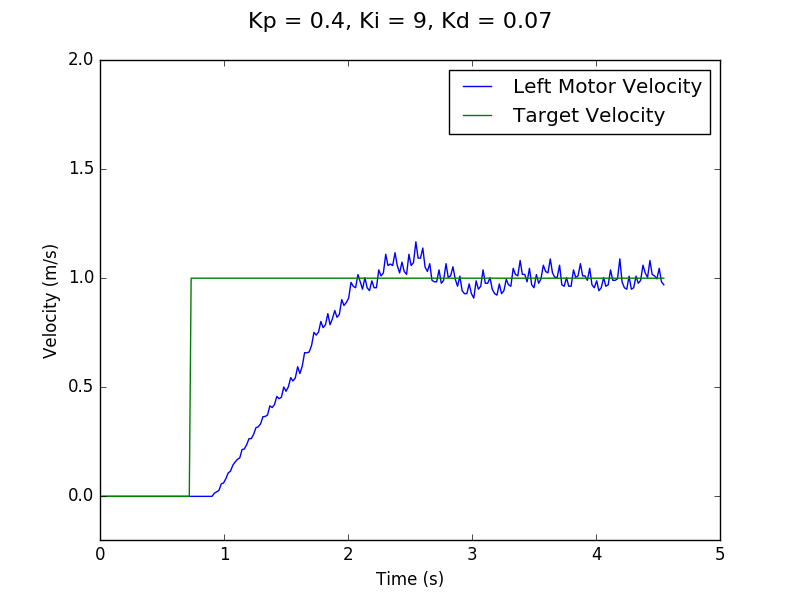 Kp = 0.4, Ki = 9, Kd = 0.07
Left Motor Velocity
Target Velocity
2.0
1.5
1.0
0.5
0.0
Velocity (m/s)
0 1 2 3 4 5
Time (s)